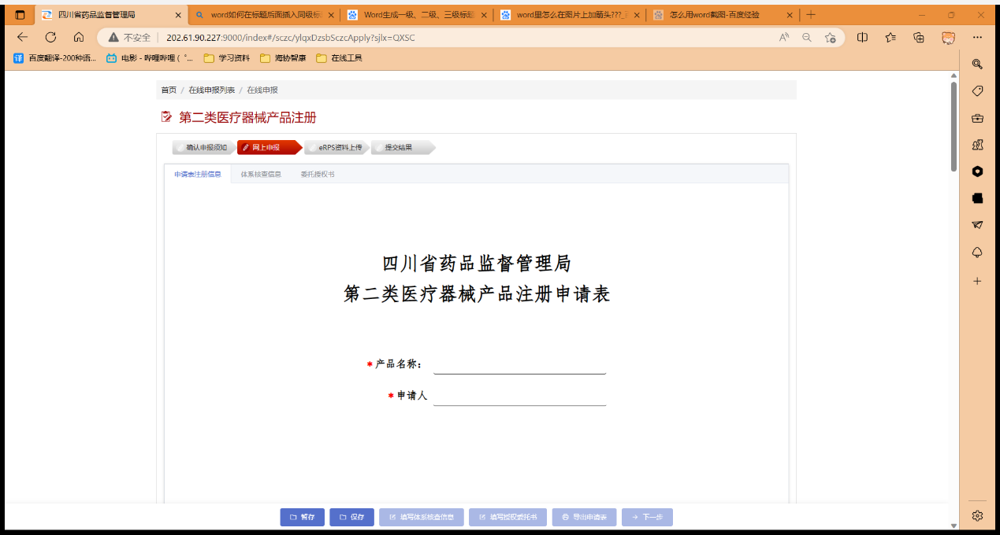 四川省药品监督管理局
word如何在标题后面插入同级标
Word生成一级、二级、三级标题
word里怎么在图片上加箭头???_
怎么用word截图-百度经验
不安全 202.61.90.227:9000/index#/sczc/ylqxDzsbSczcApply?sjlx=QXSC
译 百度翻译-200种语... 电影 - 哔哩哔哩 ( ゜... 学习资料 海协智康 在线工具
首页 / 在线申报列表 / 在线申报
第二类医疗器械产品注册
确认申报须知 网上申报 eRPS资料上传 提交结果
申请表注册信息 体系核查信息 委托授权书
四川省药品监督管理局
第二类医疗器械产品注册申请表
*产品名称:
*申请人
暂存 保存 填写体系核查信息 填写授权委托书 导出申请表 下一步